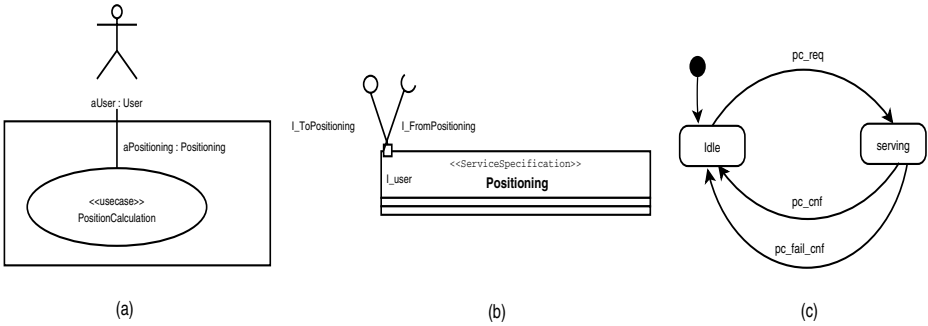 aUser : User
aPositioning : Positioning
<<usecase>>
PositionCalculation
(a)
I_ToPositioning
I_FromPositioning
I_user
<<ServiceSpecification>>
Positioning
(b)
pc_req
Idle
serving
pc_cnf
pc_fail_cnf
(c)